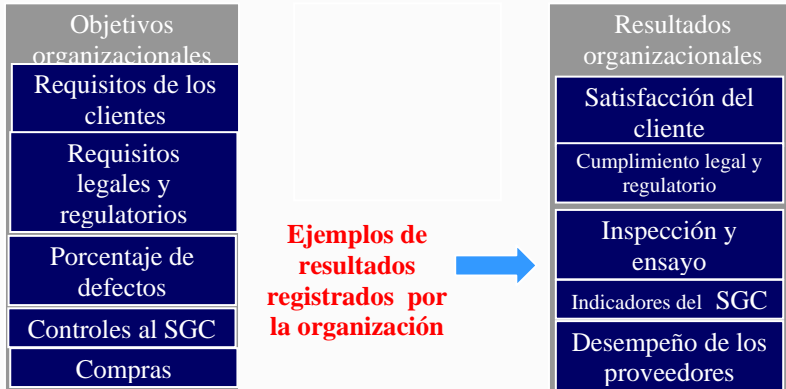 Objetivos
organizacionales
Requisitos de los
clientes
Requisitos
legales y
regulatorios
Porcentaje de
defectos
Controles al SGC
Compras
Ejemplos de
resultados
registrados por
la organización
Resultados
organizacionales
Satisfacción del
cliente
Cumplimiento legal y
regulatorio
Inspección y
ensayo
Indicadores del SGC
Desempeño de los
proveedores